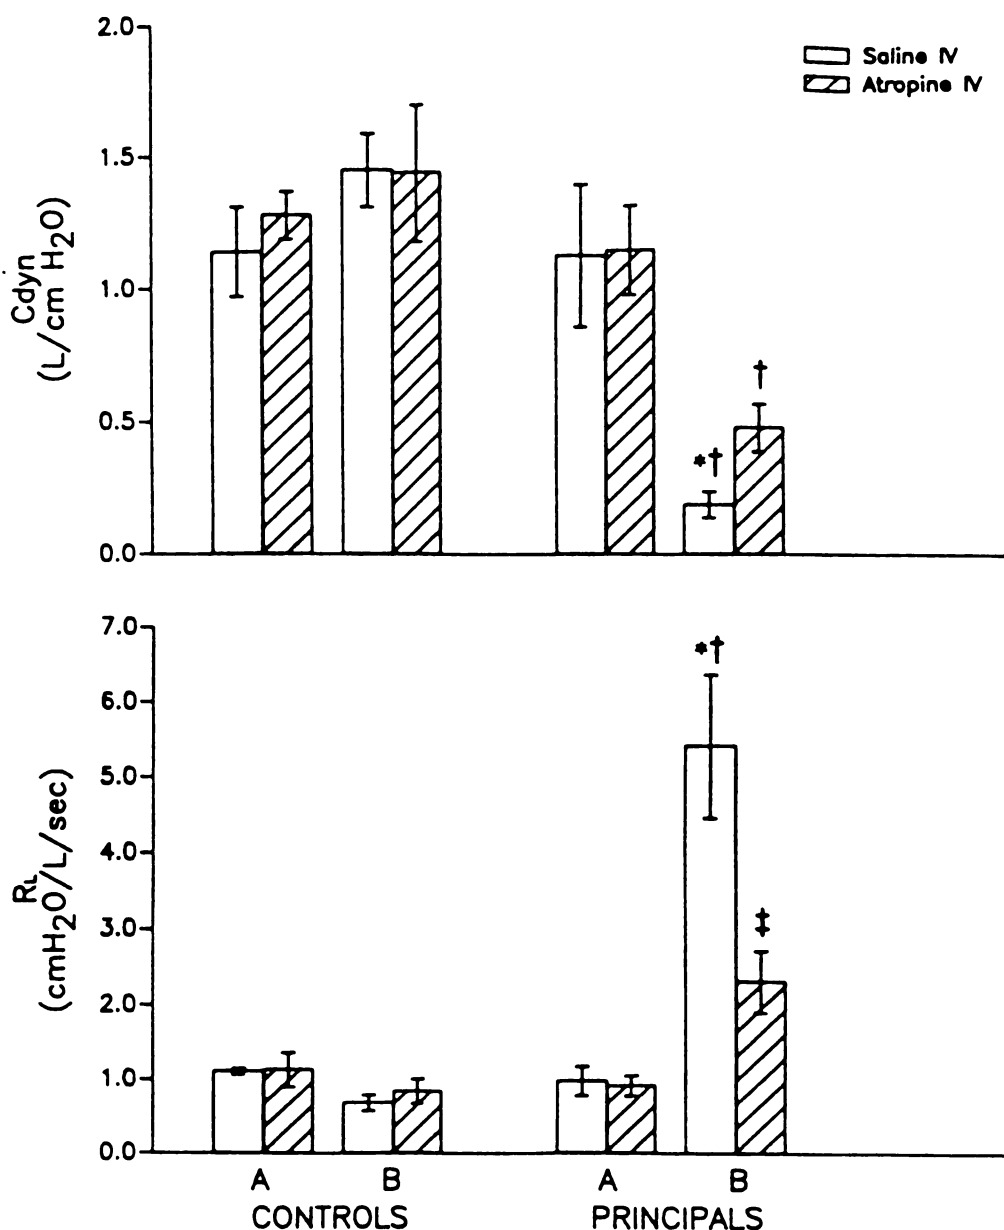 2.0
1.5
1.0
0.5
0.0
Cdyn
(L/cm H₂O)
Saline IV
Atropine IV
*†
†
7.0
6.0
5.0
4.0
3.0
2.0
1.0
0.0
RL
(cmH₂O/L/sec)
*†
‡
A B A B
CONTROLS PRINCIPALS